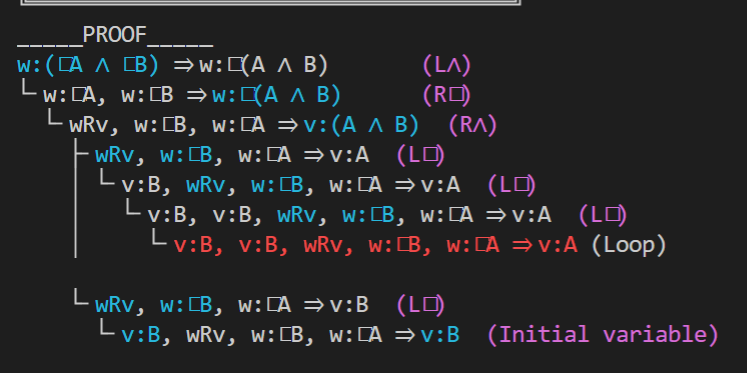 _____PROOF_____
w:(□A ∧ □B) ⇒ w:□(A ∧ B) (L∧)
w:□A, w:□B ⇒ w:□(A ∧ B) (R□)
wRv, w:□B, w:□A ⇒ v:(A ∧ B) (R∧)
wRv, w:□B, w:□A ⇒ v:A (L□)
v:B, wRv, w:□B, w:□A ⇒ v:A (L□)
v:B, v:B, wRv, w:□B, w:□A ⇒ v:A (L□)
v:B, v:B, wRv, w:□B, w:□A ⇒ v:A (Loop)
wRv, w:□B, w:□A ⇒ v:B (L□)
v:B, wRv, w:□B, w:□A ⇒ v:B (Initial variable)